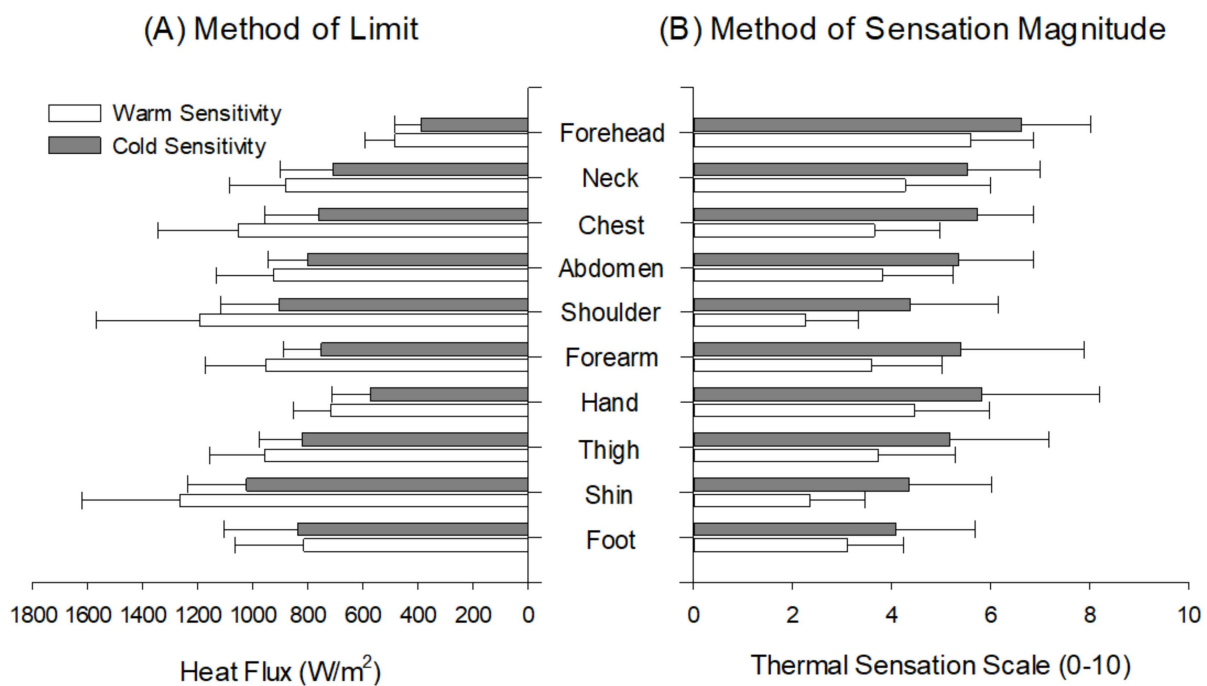 (A) Method of Limit
(B) Method of Sensation Magnitude
Warm Sensitivity
Cold Sensitivity
Forehead
Neck
Chest
Abdomen
Shoulder
Forearm
Hand
Thigh
Shin
Foot
1800 1600 1400 1200 1000 800 600 400 200 0
0 2 4 6 8 10
Heat Flux (W/m²)
Thermal Sensation Scale (0-10)